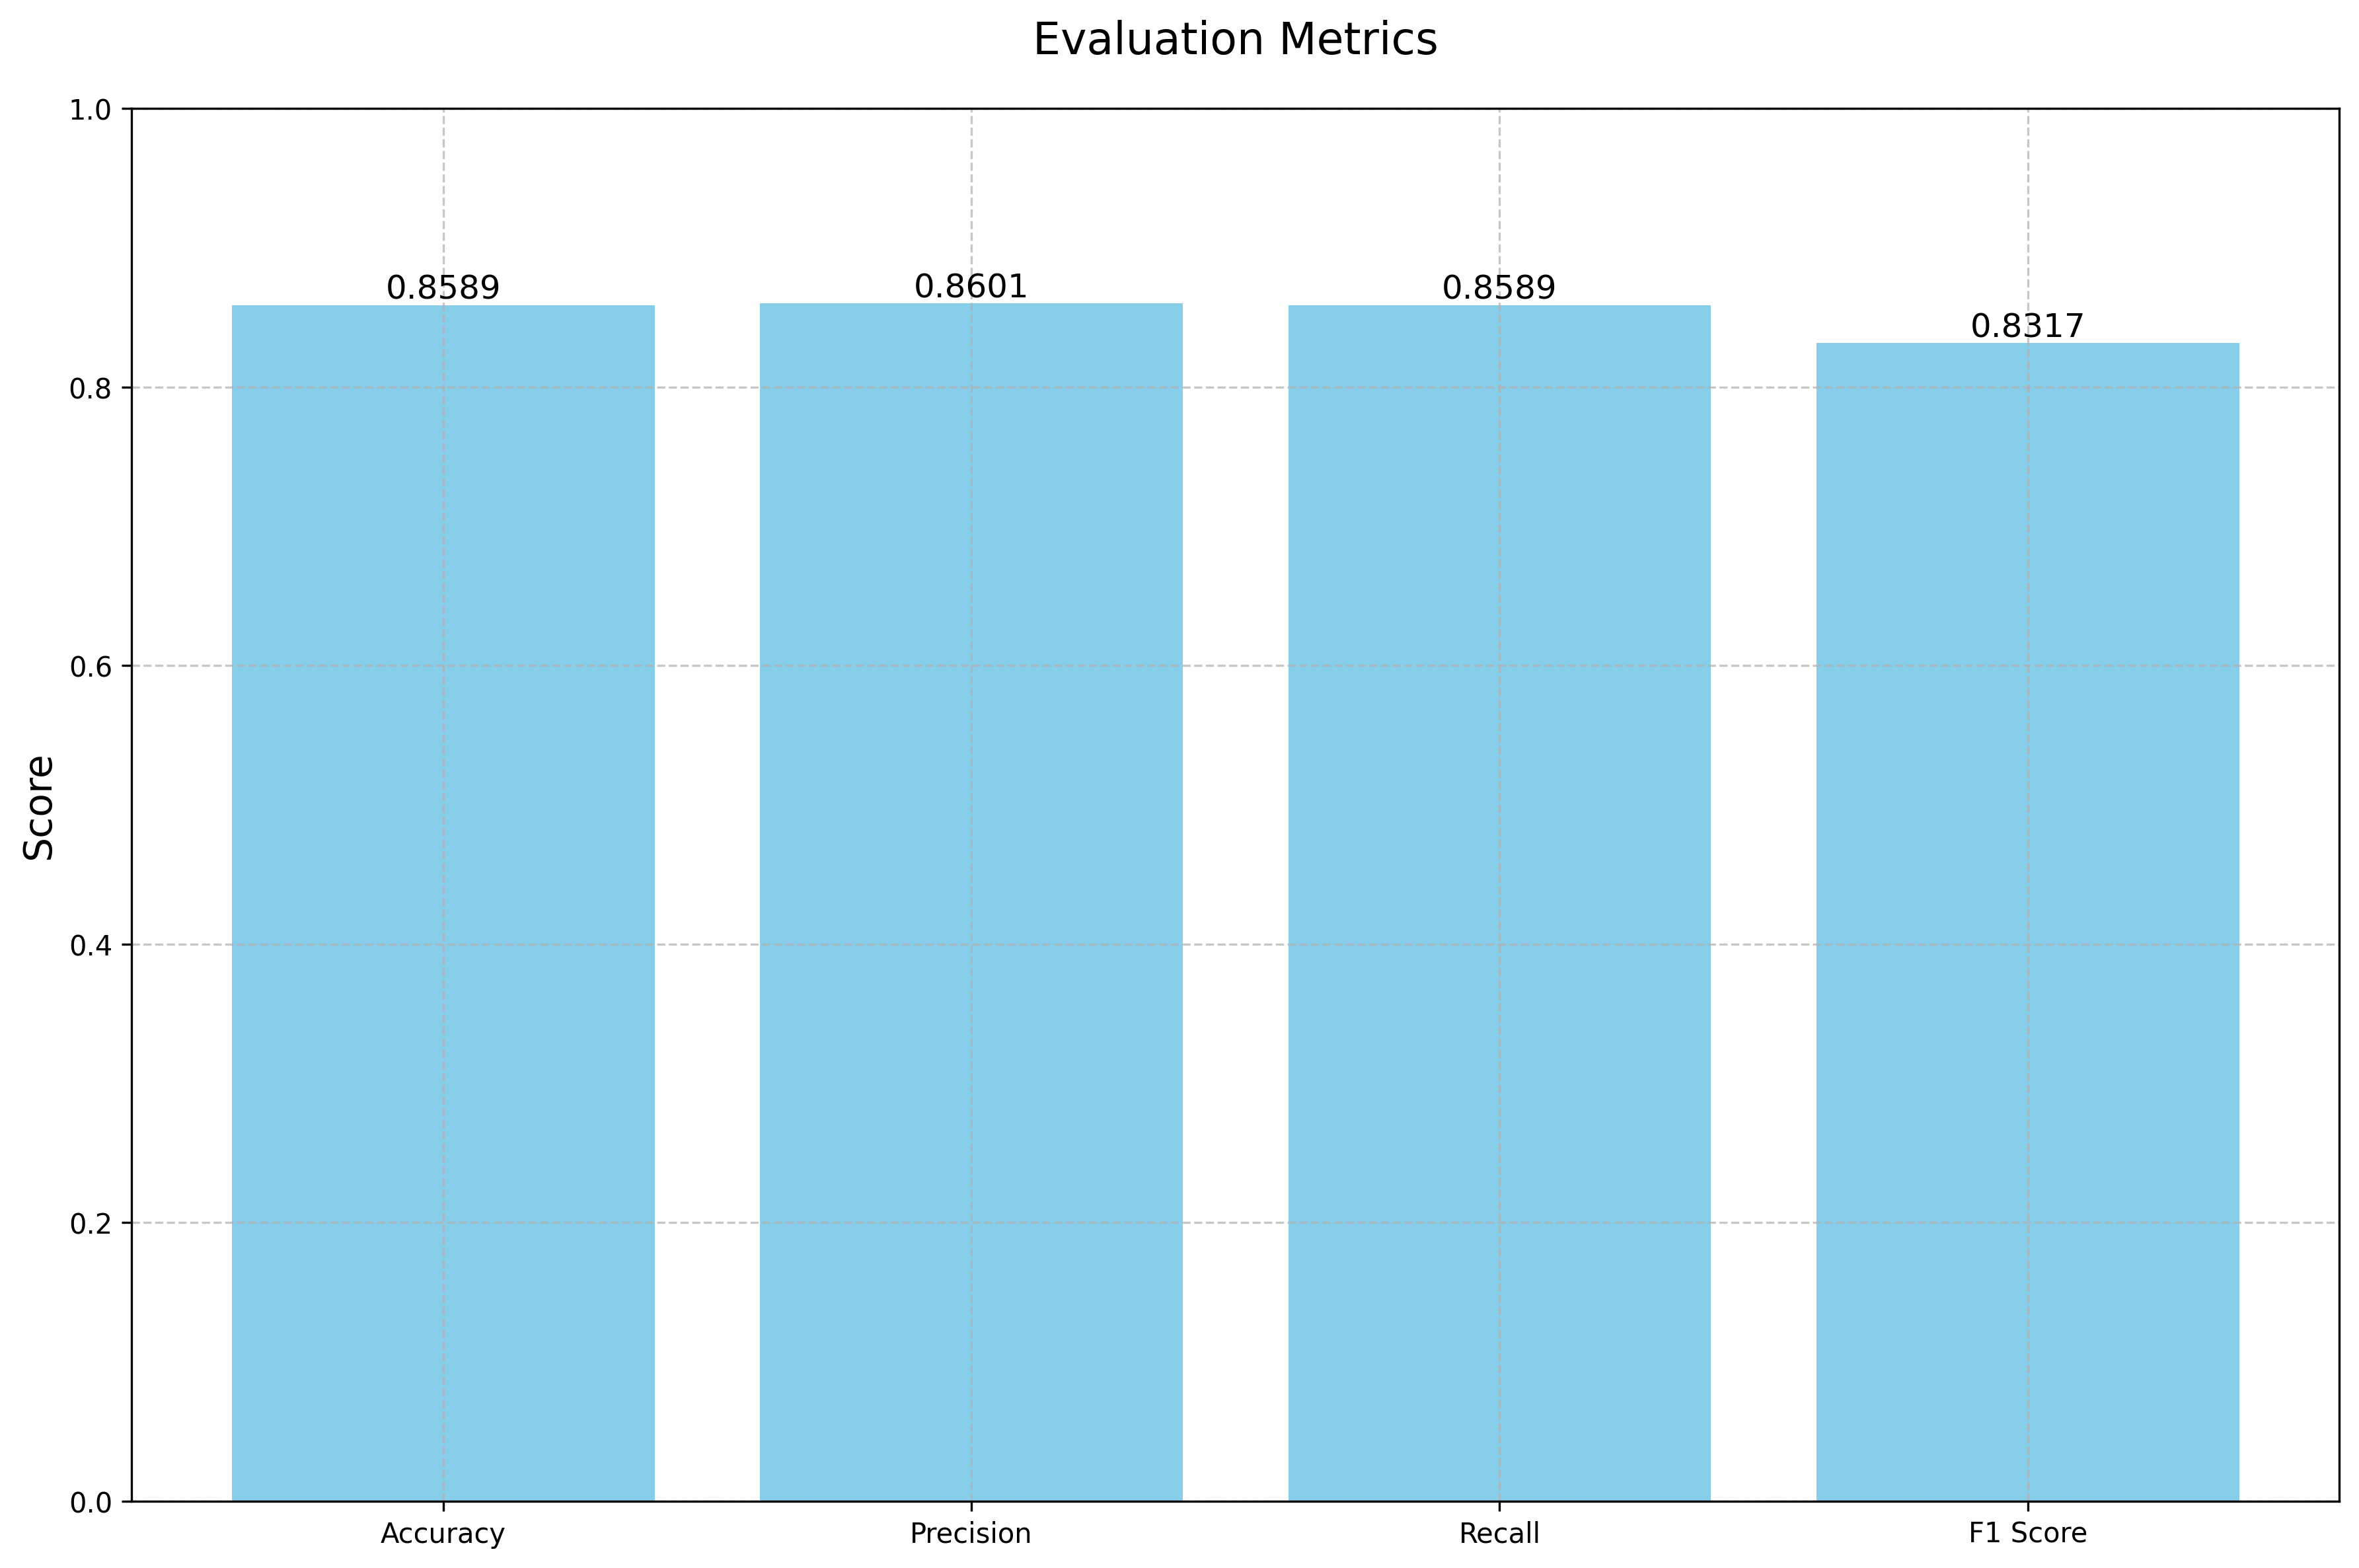 Evaluation Metrics
1.0
0.8
0.6
0.4
0.2
0.0
Score
0.8589
0.8601
0.8589
0.8317
Accuracy
Precision
Recall
F1 Score